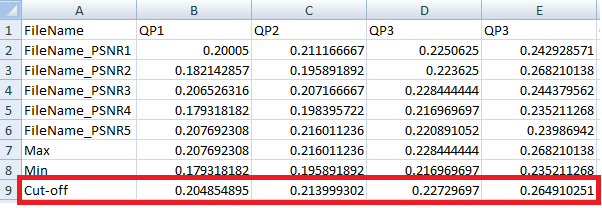 A B C D E
1 FileName QP1 QP2 QP3 QP3
2 FileName_PSNR1 0.20005 0.211166667 0.2250625 0.242928571
3 FileName_PSNR2 0.182142857 0.195891892 0.223625 0.268210138
4 FileName_PSNR3 0.206526316 0.207166667 0.228444444 0.244379562
5 FileName_PSNR4 0.179318182 0.198395722 0.216969697 0.235211268
6 FileName_PSNR5 0.207692308 0.216011236 0.220891052 0.23986942
7 Max 0.207692308 0.216011236 0.228444444 0.268210138
8 Min 0.179318182 0.195891892 0.216969697 0.235211268
9 Cut-off 0.204854895 0.213999302 0.22729697 0.264910251